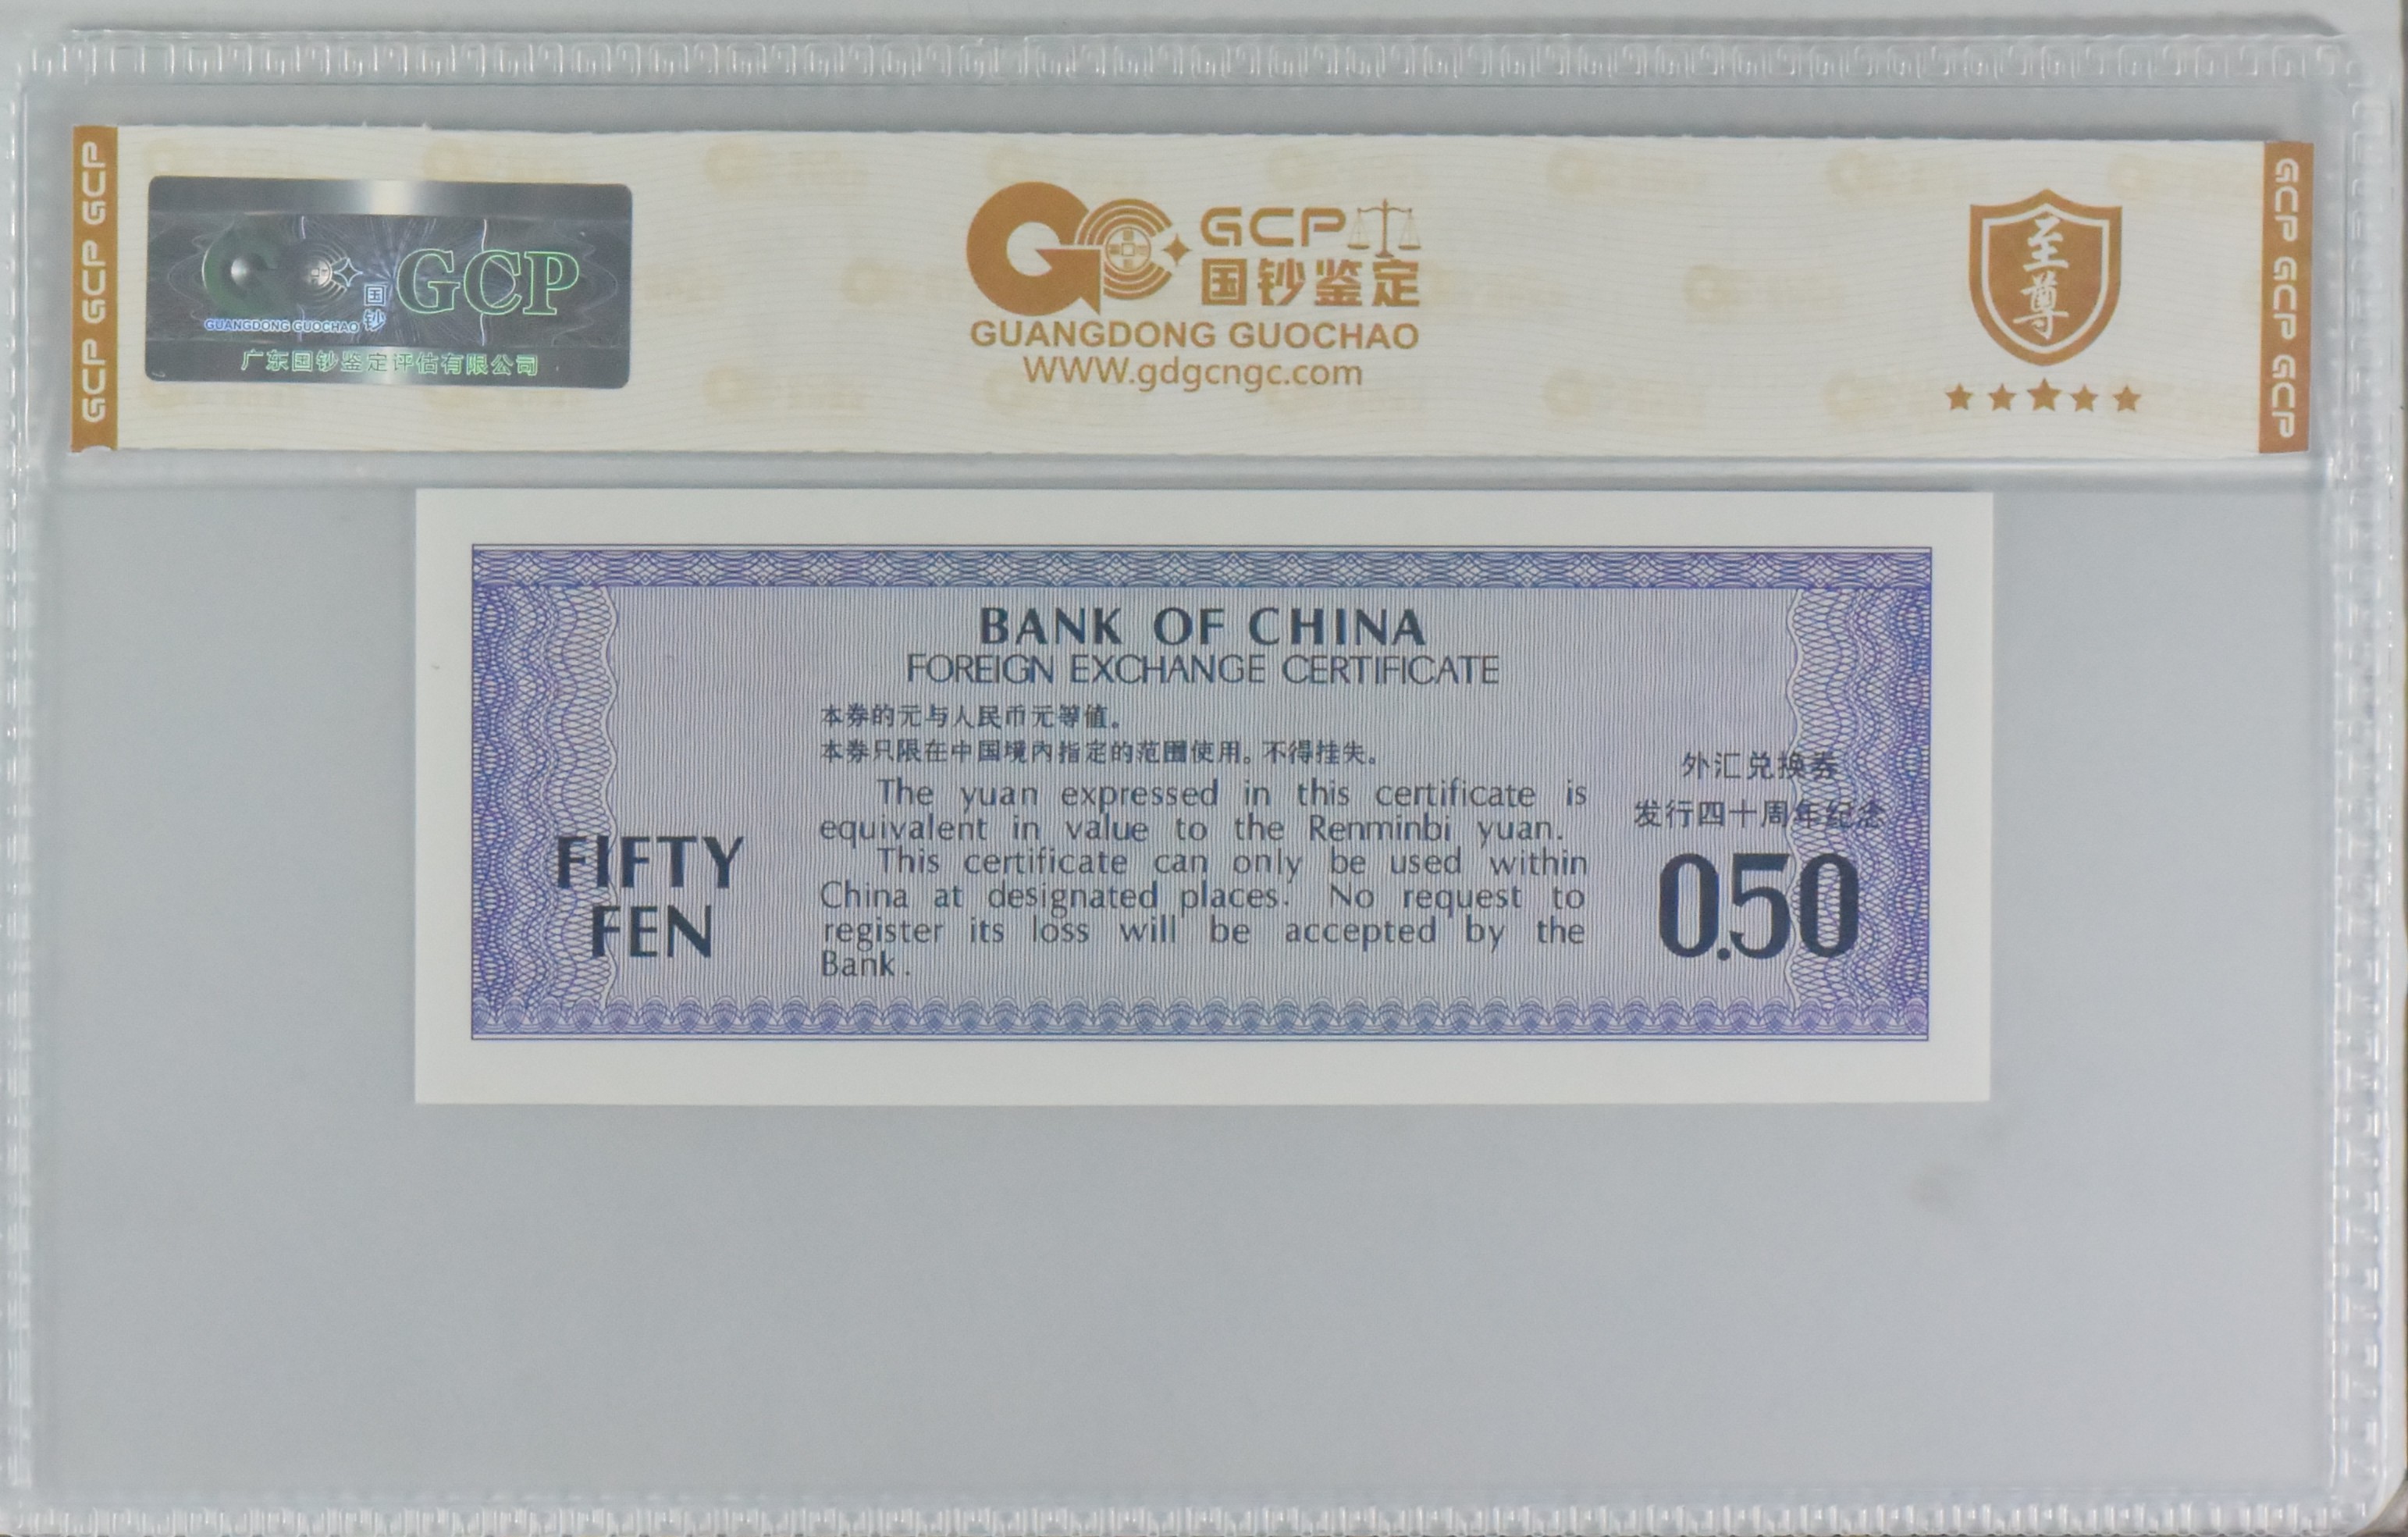 GCP GCP GCP
国钞
GCP
GUANGDONG GUOCHAO
广东国钞鉴定评估有限公司
GCP
国钞鉴定
GUANGDONG GUOCHAO
WWW.gdgcngc.com
至尊
GCP GCP GCP
BANK OF CHINA
FOREIGN EXCHANGE CERTIFICATE
本券的元与人民币元等值。
本券只限在中国境内指定的范围使用。不得挂失。
The yuan expressed in this certificate is
equivalent in value to the Renminbi yuan.
This certificate can only be used within
China at designated places. No request to
register its loss will be accepted by the
Bank.
FIFTY
FEN
外汇兑换券
发行四十周年纪念
0.50